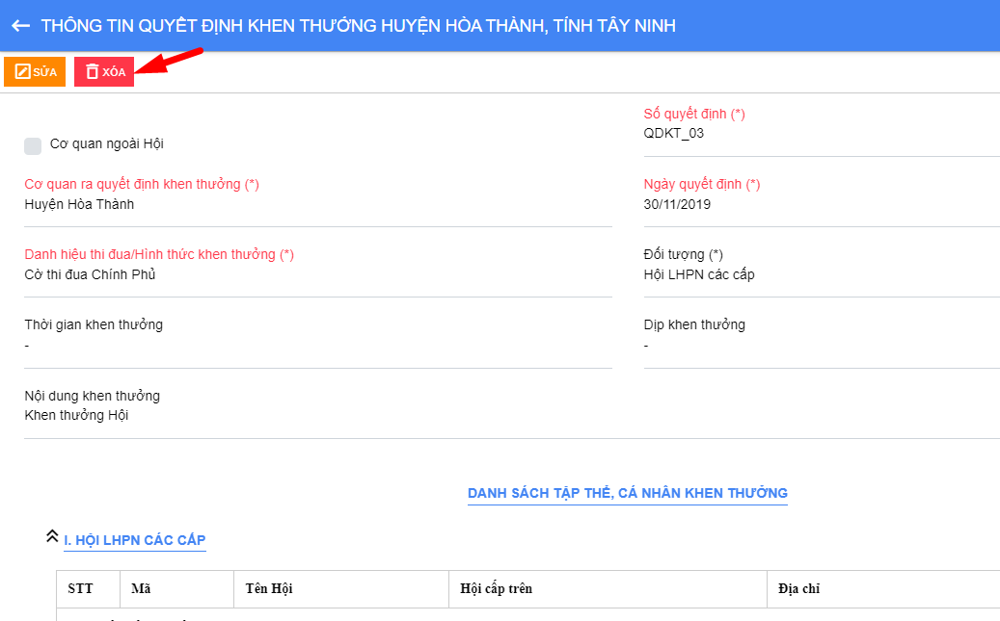 THÔNG TIN QUYẾT ĐỊNH KHEN THƯỞNG HUYỆN HÒA THÀNH, TỈNH TÂY NINH
SỬA XÓA
Số quyết định (*)
QDKT_03
Cơ quan ngoài Hội
Cơ quan ra quyết định khen thưởng (*)
Huyện Hòa Thành
Ngày quyết định (*)
30/11/2019
Danh hiệu thi đua/Hình thức khen thưởng (*)
Cờ thi đua Chính Phủ
Đối tượng (*)
Hội LHPN các cấp
Thời gian khen thưởng
-
Dịp khen thưởng
-
Nội dung khen thưởng
Khen thưởng Hội
DANH SÁCH TẬP THỂ, CÁ NHÂN KHEN THƯỞNG
I. HỘI LHPN CÁC CẤP
STT Mã Tên Hội Hội cấp trên Địa chỉ